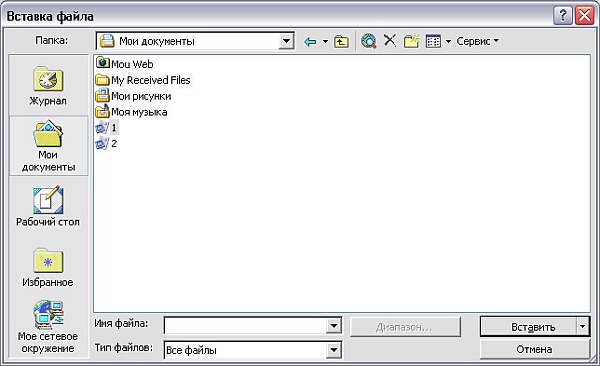 Вставка файла
Папка: Мои документы Сервис
Журнал
Мои документы
Рабочий стол
Избранное
Мое сетевое окружение
Mou Web
My Received Files
Мои рисунки
Моя музыка
1
2
Имя файла: Диапазон... Вставить
Тип файлов: Все файлы Отмена